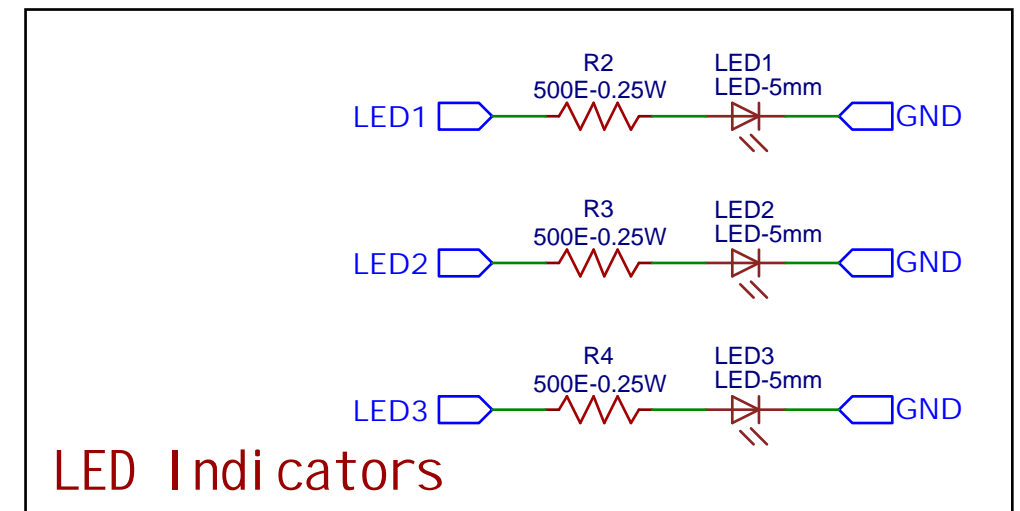 R2
500E-0.25W
LED1
LED-5mm
LED1
GND
R3
500E-0.25W
LED2
LED-5mm
LED2
GND
R4
500E-0.25W
LED3
LED-5mm
LED3
GND
LED Indicators